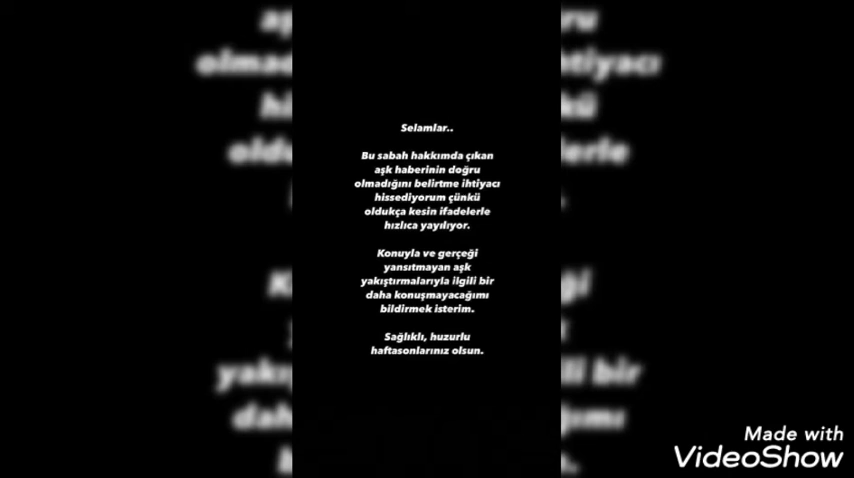 Selamlar..
Bu sabah hakkımda çıkan
aşk haberinin doğru
olmadığını belirtme ihtiyacı
hissediyorum çünkü
oldukça kesin ifadelerle
hızlıca yayılıyor.
Konuyla ve gerçeği
yansıtmayan aşk
yakıştırmalarıyla ilgili bir
daha konuşmayacağımı
bildirmek isterim.
Sağlıklı, huzurlu
haftasonlarınız olsun.
Made with
VideoShow